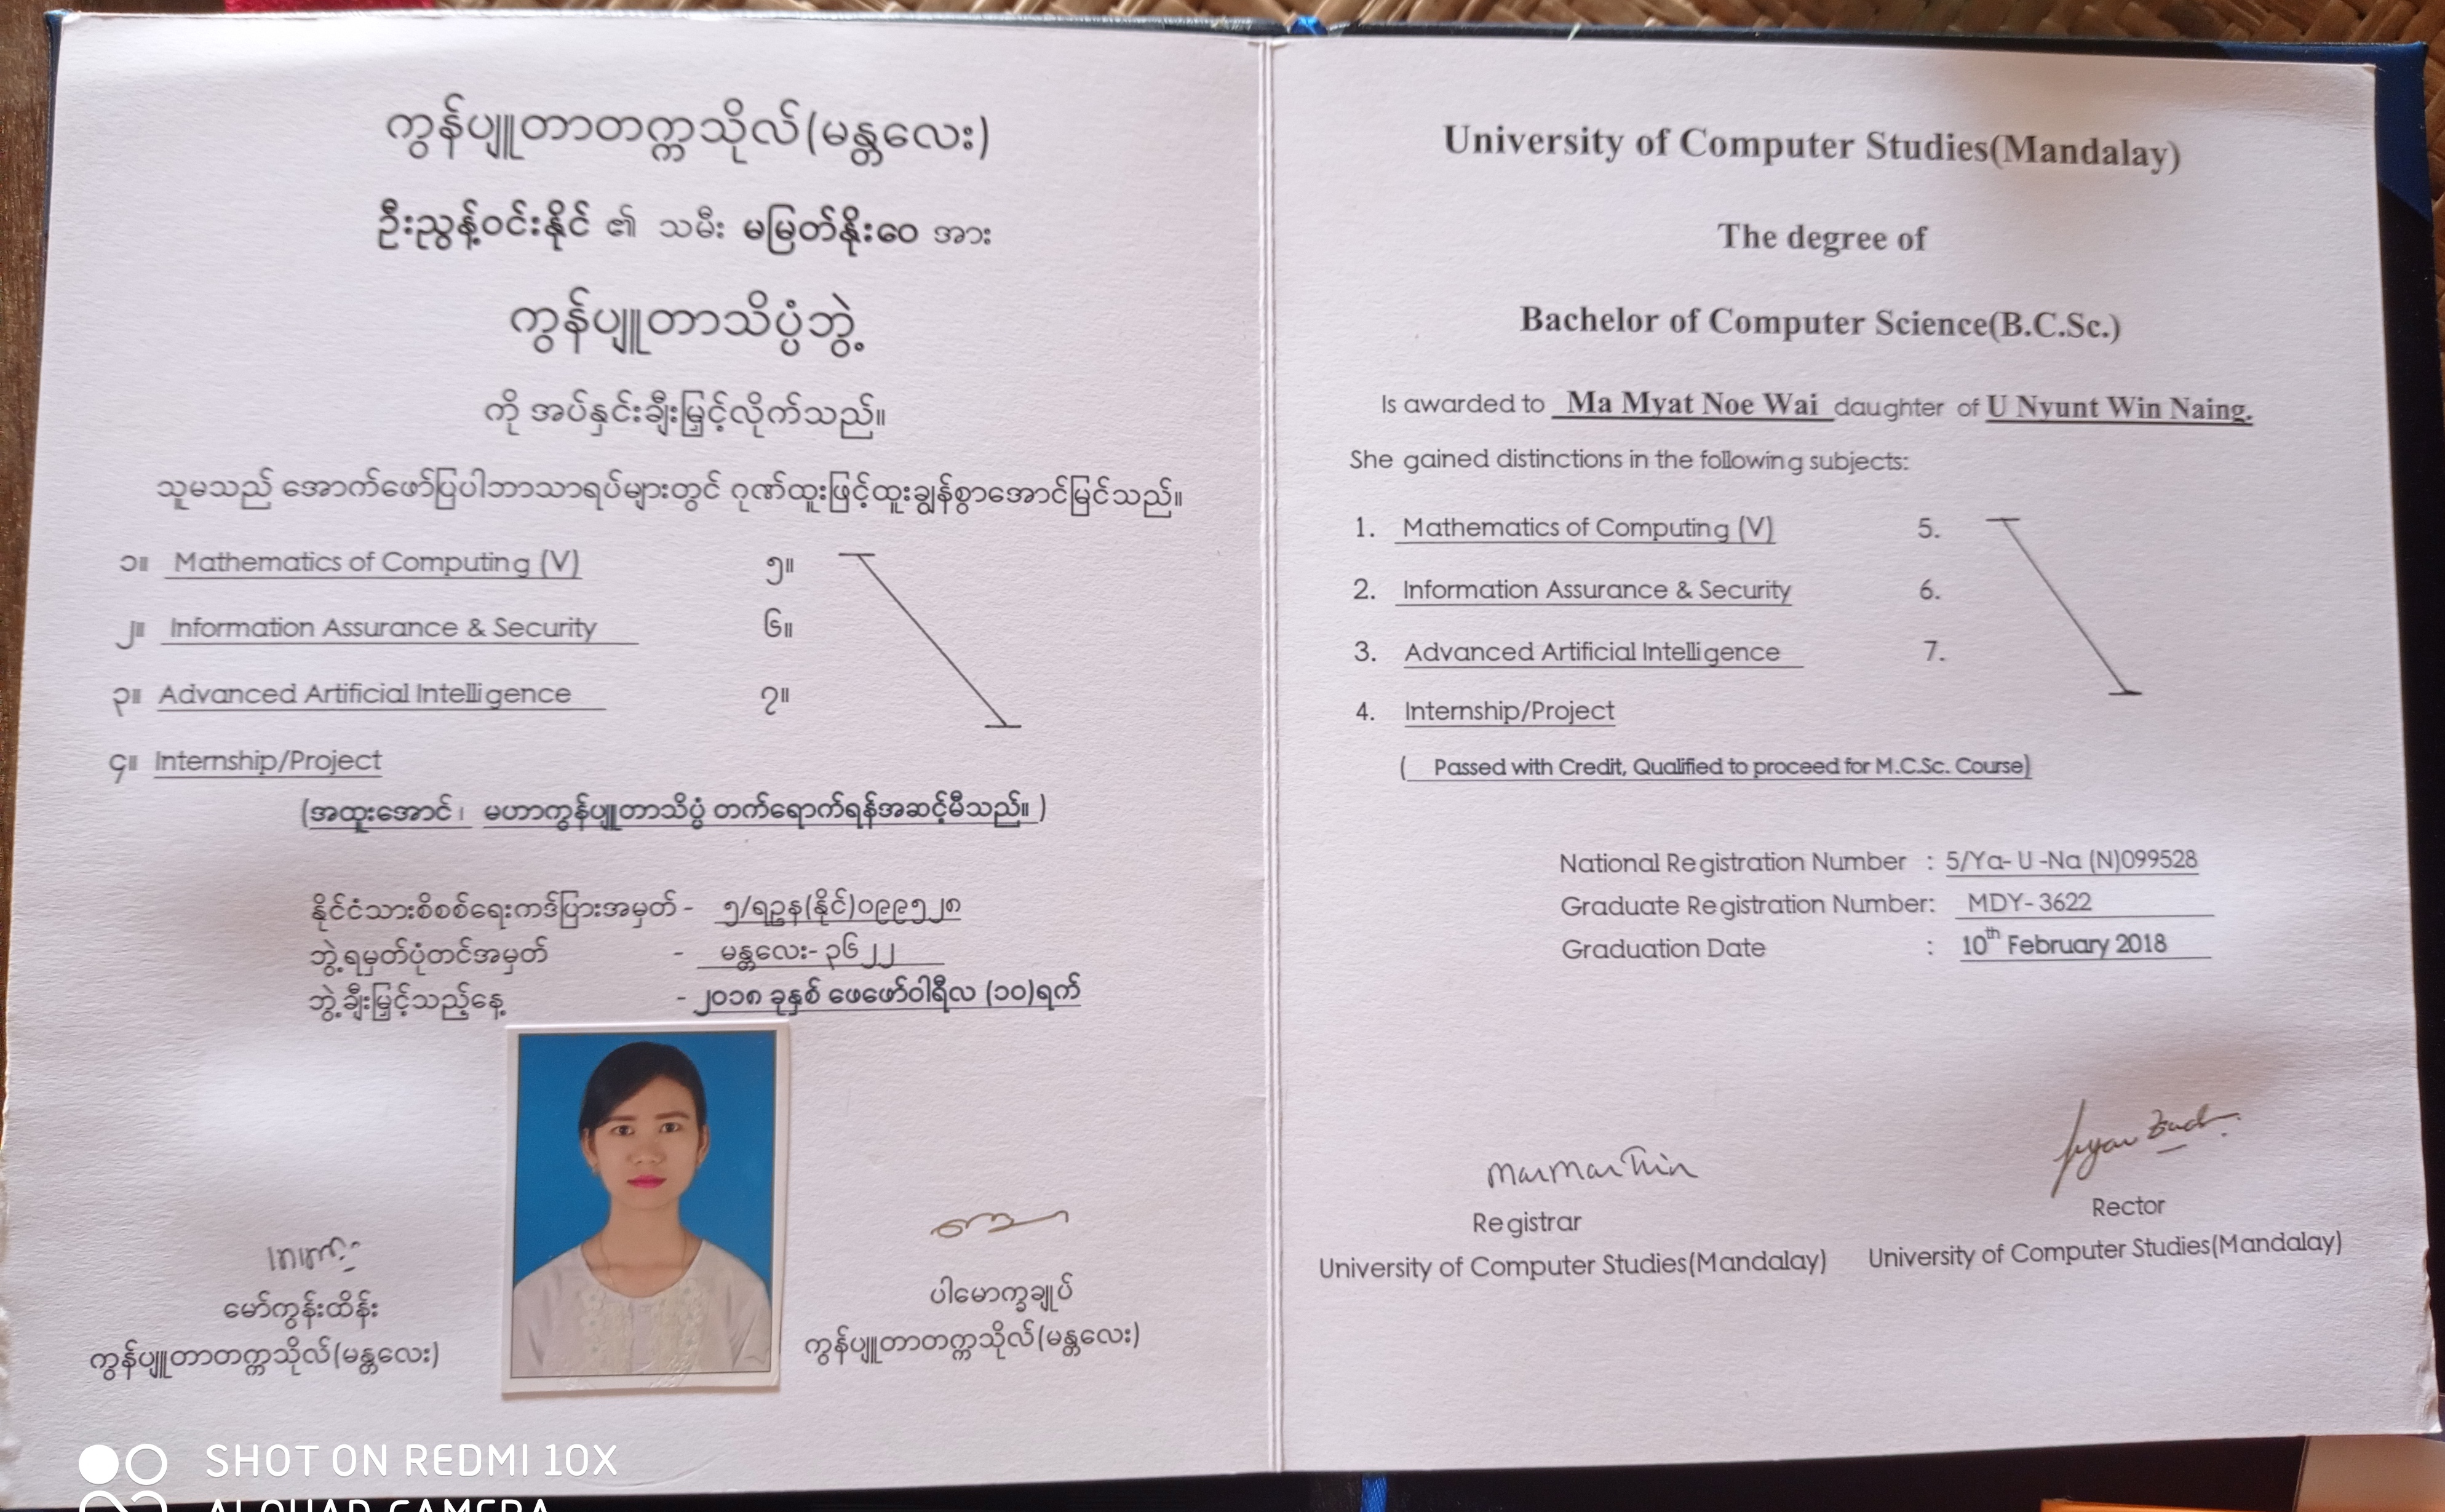 ကွန်ပျူတာတက္ကသိုလ်(မန္တလေး)
ဦးညွန့်ဝင်းနိုင် ၏ သမီး မမြတ်နိုးဝေ အား
ကွန်ပျူတာသိပ္ပံဘွဲ့
ကို အပ်နှင်းချီးမြှင့်လိုက်သည်။
သူမသည် အောက်ဖော်ပြပါဘာသာရပ်များတွင် ဂုဏ်ထူးဖြင့်ထူးချွန်စွာအောင်မြင်သည်။
၁။ Mathematics of Computing (V) ၅။
၂။ Information Assurance & Security ၆။
၃။ Advanced Artificial Intelligence ၇။
၄။ Internship/Project
(အထူးအောင်၊ မဟာကွန်ပျူတာသိပ္ပံ တက်ရောက်ရန်အဆင့်မီသည်။ )
နိုင်ငံသားစိစစ်ရေးကဒ်ပြားအမှတ် - ၅/ရဥန(နိုင်)၀၉၉၅၂၈
ဘွဲ့ရမှတ်ပုံတင်အမှတ် - မန္တလေး- ၃၆၂၂
ဘွဲ့ချီးမြှင့်သည့်နေ့ - ၂၀၁၈ ခုနှစ် ဖေဖော်ဝါရီလ (၁၀)ရက်
မော်ကွန်းထိန်း
ကွန်ပျူတာတက္ကသိုလ်(မန္တလေး)
ပါမောက္ခချုပ်
ကွန်ပျူတာတက္ကသိုလ်(မန္တလေး)
University of Computer Studies(Mandalay)
The degree of
Bachelor of Computer Science(B.C.Sc.)
Is awarded to Ma Myat Noe Wai daughter of U Nyunt Win Naing.
She gained distinctions in the following subjects:
1. Mathematics of Computing (V) 5.
2. Information Assurance & Security 6.
3. Advanced Artificial Intelligence 7.
4. Internship/Project
( Passed with Credit, Qualified to proceed for M.C.Sc. Course)
National Registration Number : 5/Ya- U -Na (N)099528
Graduate Registration Number: MDY- 3622
Graduation Date : 10th February 2018
MarMarThin
Registrar
University of Computer Studies(Mandalay)
Rector
University of Computer Studies(Mandalay)
SHOT ON REDMI 10X
AI QUAD CAMERA